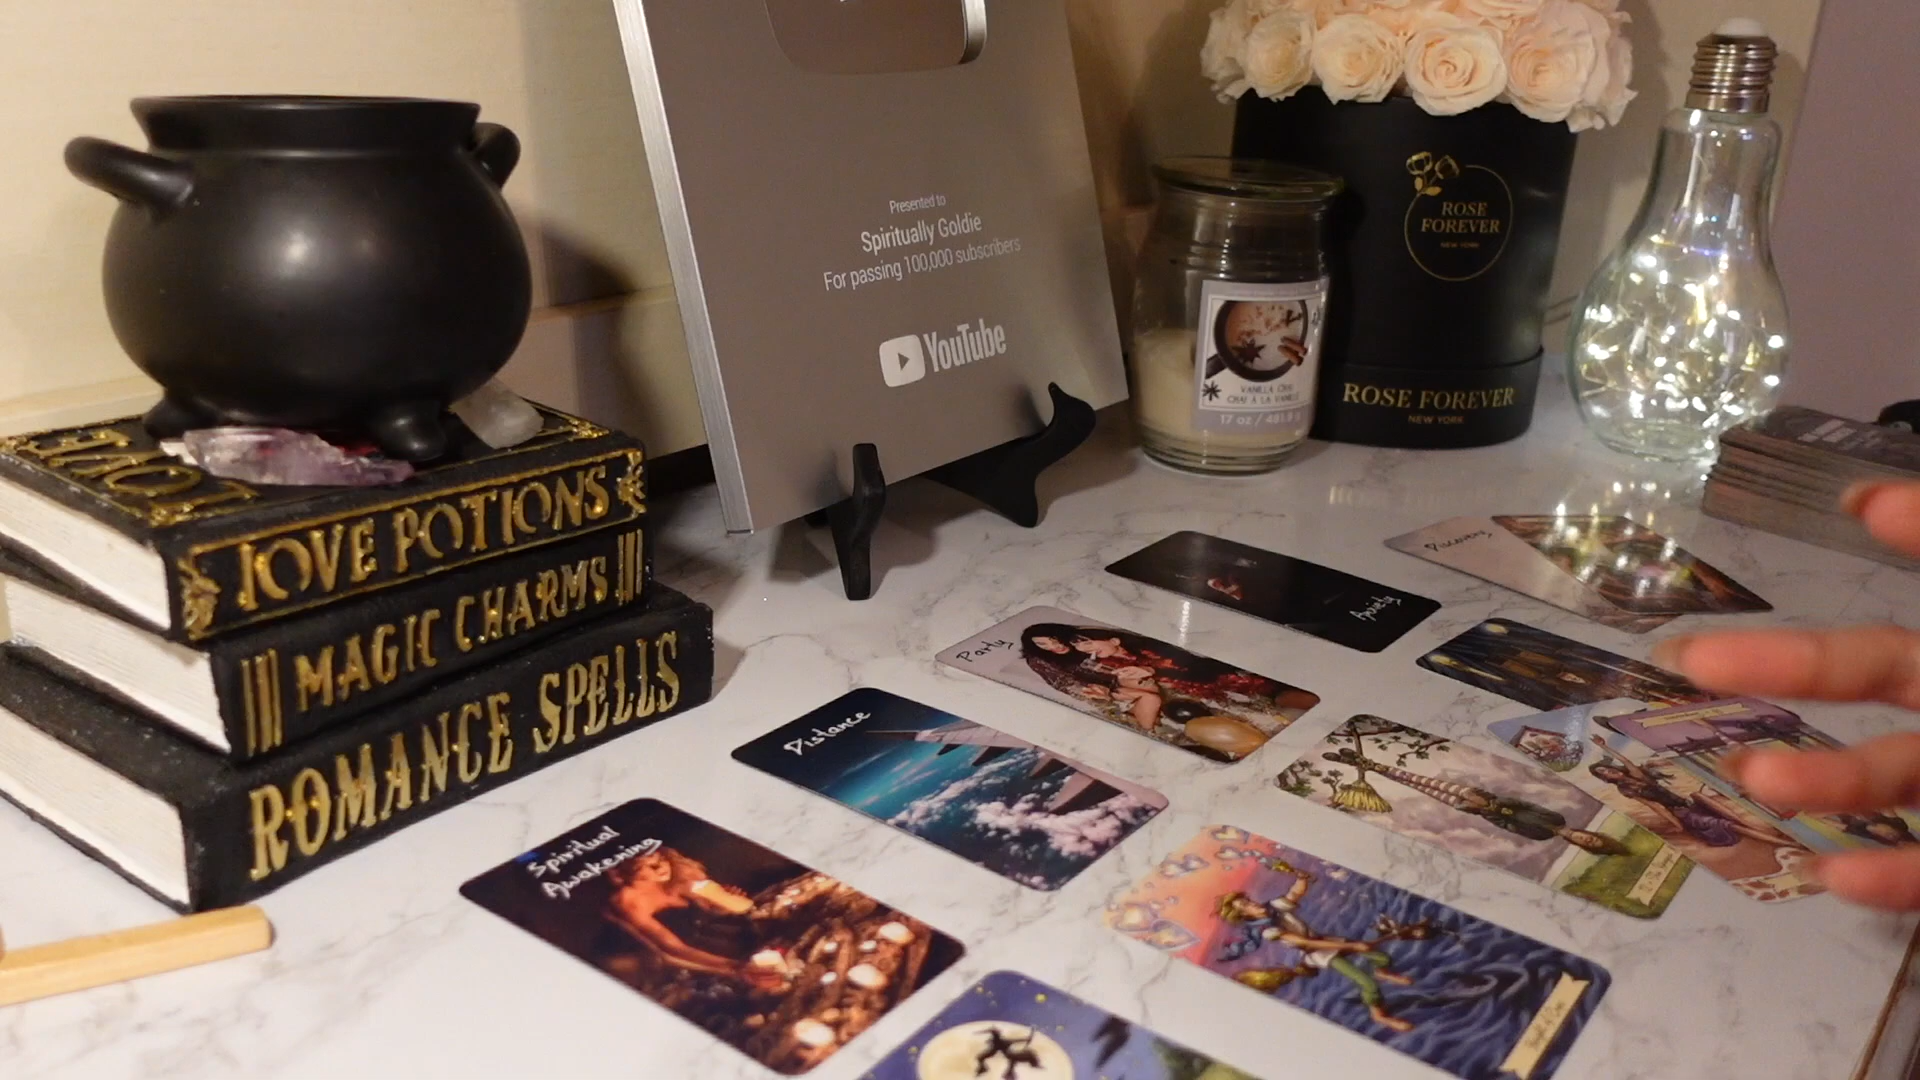 LOVE
LOVE POTIONS
MAGIC CHARMS
ROMANCE SPELLS
Presented to
Spiritually Goldie
For passing 100,000 subscribers
YouTube
VANILLA CHAI
CHAI À LA VANILLE
17 oz / 481.9 g
ROSE
FOREVER
NEW YORK
ROSE FOREVER
NEW YORK
Discovery
Anxiety
Party
Distance
Spiritual
Awakening